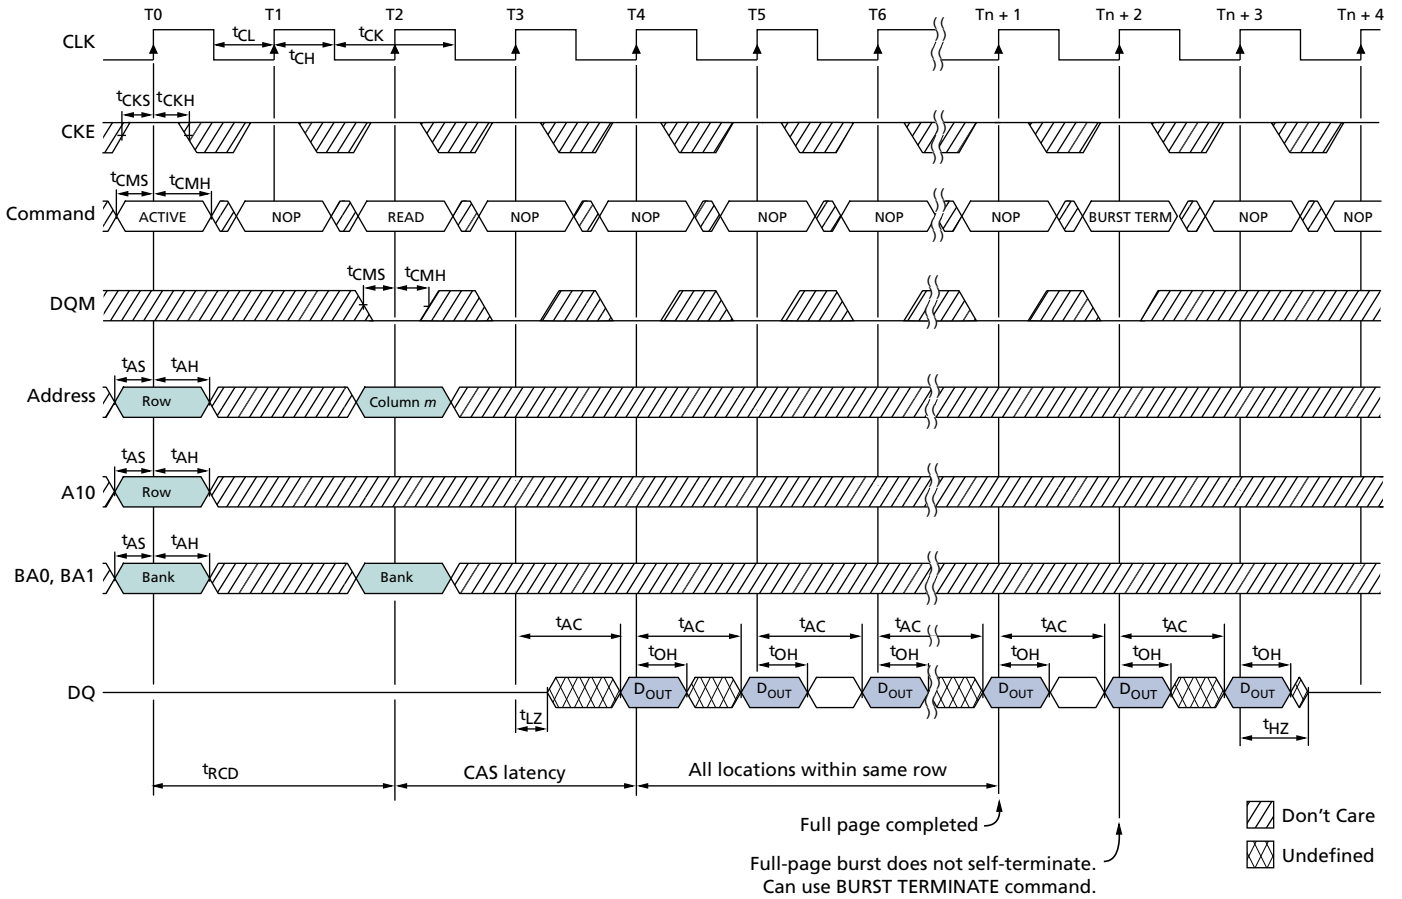 T0 T1 T2 T3 T4 T5 T6 Tn + 1 Tn + 2 Tn + 3 Tn + 4
CLK tCL tCH tCK
tCKS tCKH
CKE
tCMS tCMH
Command ACTIVE NOP READ NOP NOP NOP NOP NOP BURST TERM NOP NOP
tCMS tCMH
DQM
tAS tAH
Address Row Column m
tAS tAH
A10 Row
tAS tAH
BA0, BA1 Bank Bank
tAC tAC tAC tAC tAC tAC
tOH tOH tOH tOH tOH tOH
DQ DOUT DOUT DOUT DOUT DOUT DOUT
tLZ tHZ
tRCD CAS latency All locations within same row
Full page completed
Don't Care
Full-page burst does not self-terminate.
Can use BURST TERMINATE command.
Undefined